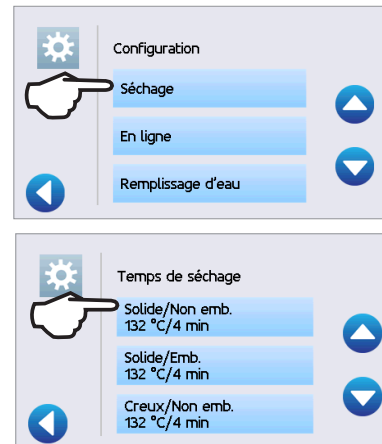 Configuration
Séchage
En ligne
Remplissage d'eau
Temps de séchage
Solide/Non emb.
132 °C/4 min
Solide/Emb.
132 °C/4 min
Creux/Non emb.
132 °C/4 min